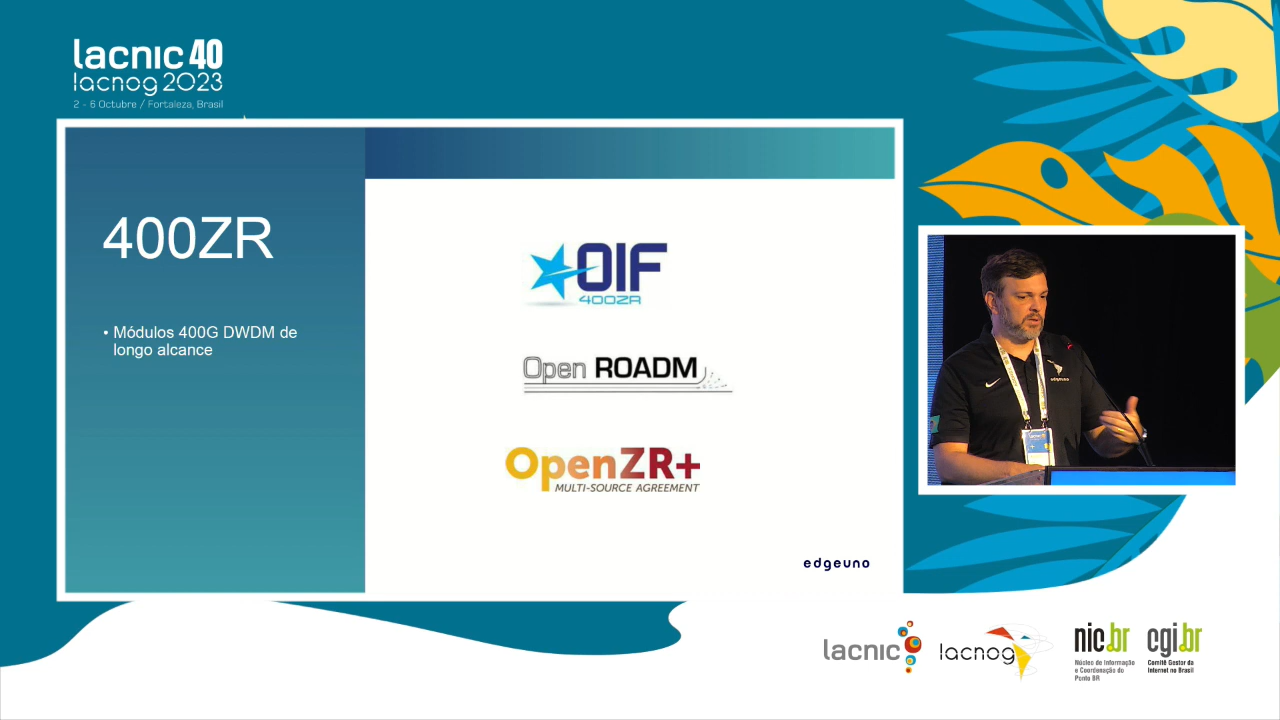 lacnic 40
lacnog 2023
2 - 6 Octubre / Fortaleza, Brasil
400ZR
• Módulos 400G DWDM de
longo alcance
OIF
400ZR
Open ROADM
OpenZR+
MULTI-SOURCE AGREEMENT
edgeuno
edgeuno
lacnic
lacnog
nic.br
Núcleo de Informação
e Coordenação do
Ponto BR
cgi.br
Comitê Gestor da
Internet no Brasil